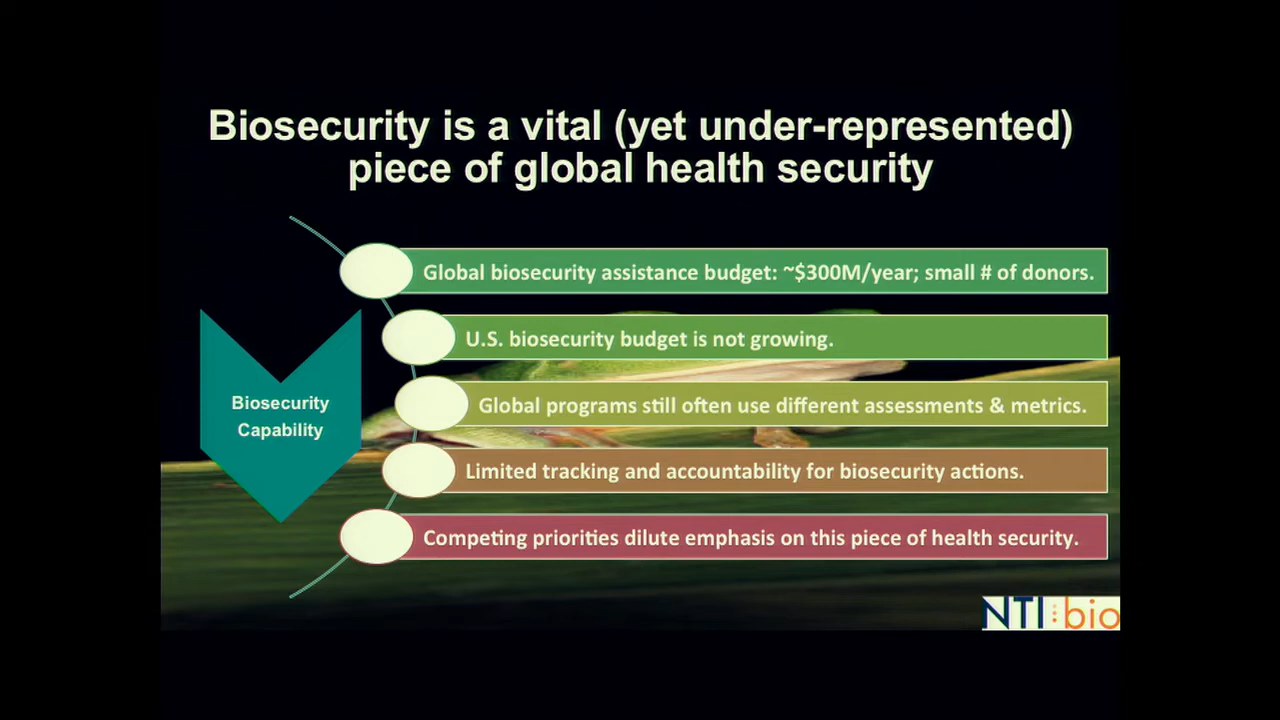 Biosecurity is a vital (yet under-represented)
piece of global health security
Global biosecurity assistance budget: ~$300M/year; small # of donors.
U.S. biosecurity budget is not growing.
Biosecurity
Capability
Global programs still often use different assessments & metrics.
Limited tracking and accountability for biosecurity actions.
Competing priorities dilute emphasis on this piece of health security.
NTI:bio